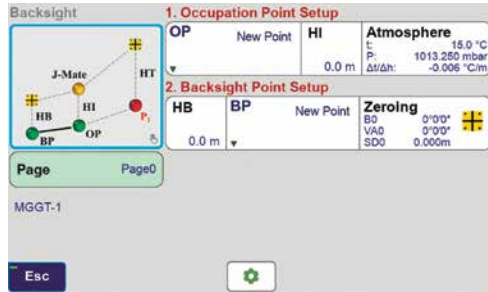 Backsight
1. Occupation Point Setup
OP New Point
HI
0.0 m
Atmosphere
t: 15.0 °C
P: 1013.250 mbar
Δt/Δh: -0.006 °C/m
J-Mate
HT
HB
HI
P₁
BP
OP
2. Backsight Point Setup
HB
0.0 m
BP New Point
Zeroing
B0 0°0'0"
VA0 0°0'0"
SD0 0.000m
Page Page0
MGGT-1
Esc